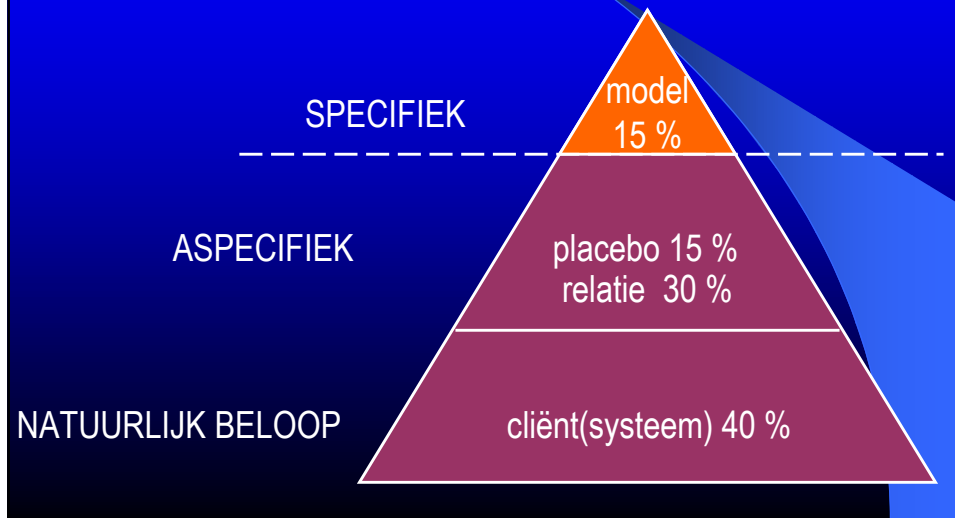 model
SPECIFIEK
15 %
ASPECIFIEK
placebo 15 %
relatie 30 %
NATUURLIJK BELOOP
cliënt(systeem) 40 %